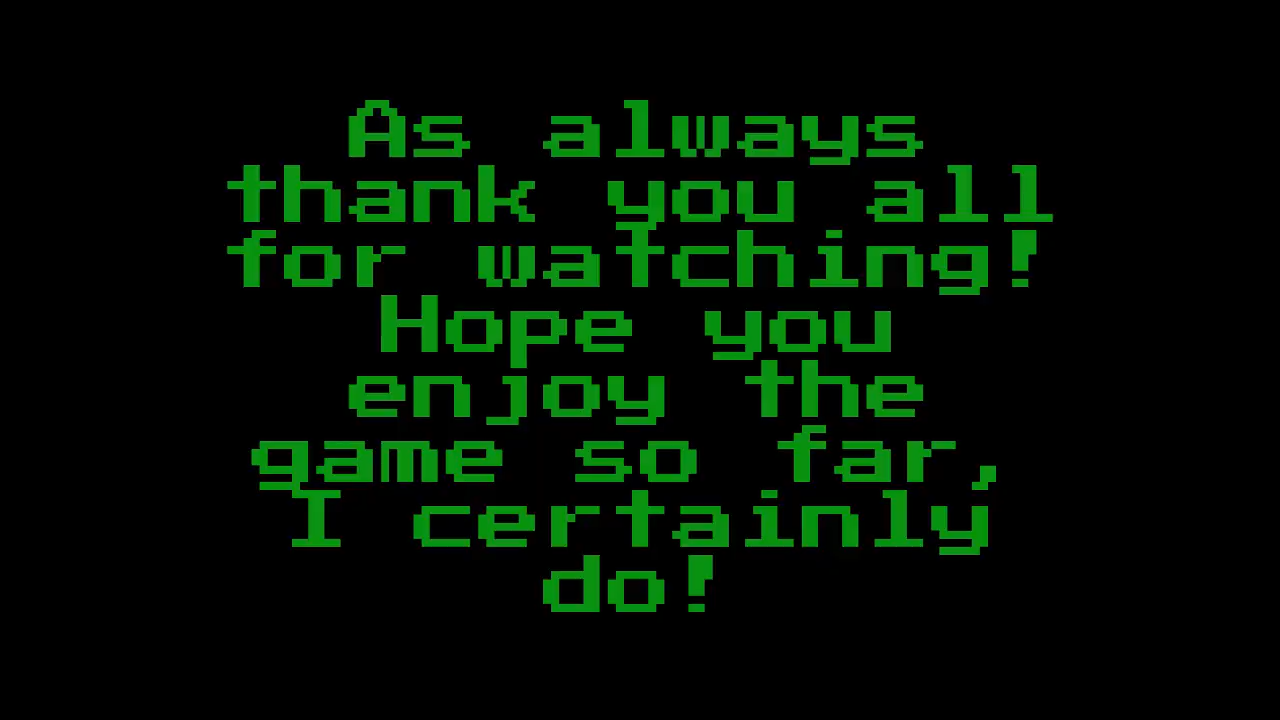 As always
thank you all
for watching!
Hope you
enjoy the
game so far,
I certainly
do!